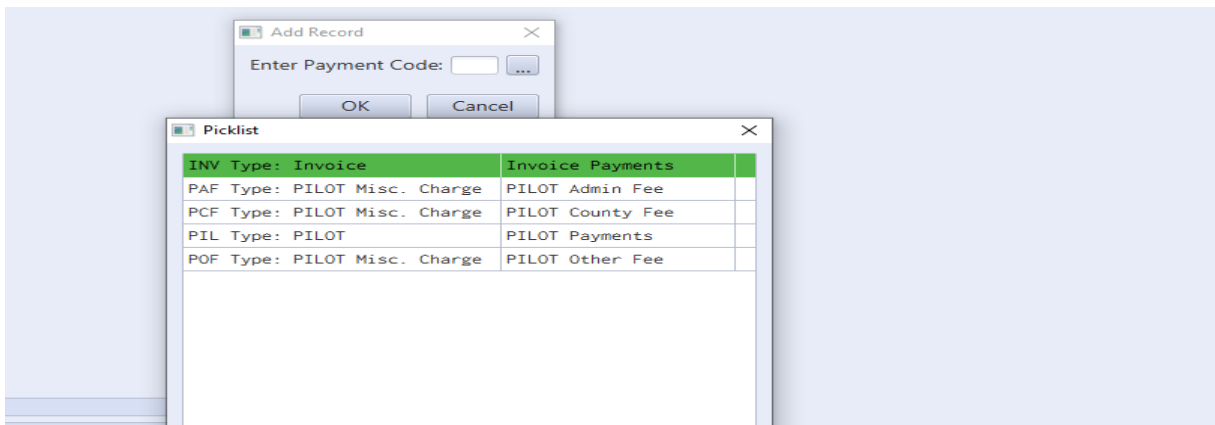 Add Record
Enter Payment Code: ...
OK Cancel
Picklist
INV Type: Invoice Invoice Payments
PAF Type: PILOT Misc. Charge PILOT Admin Fee
PCF Type: PILOT Misc. Charge PILOT County Fee
PIL Type: PILOT PILOT Payments
POF Type: PILOT Misc. Charge PILOT Other Fee